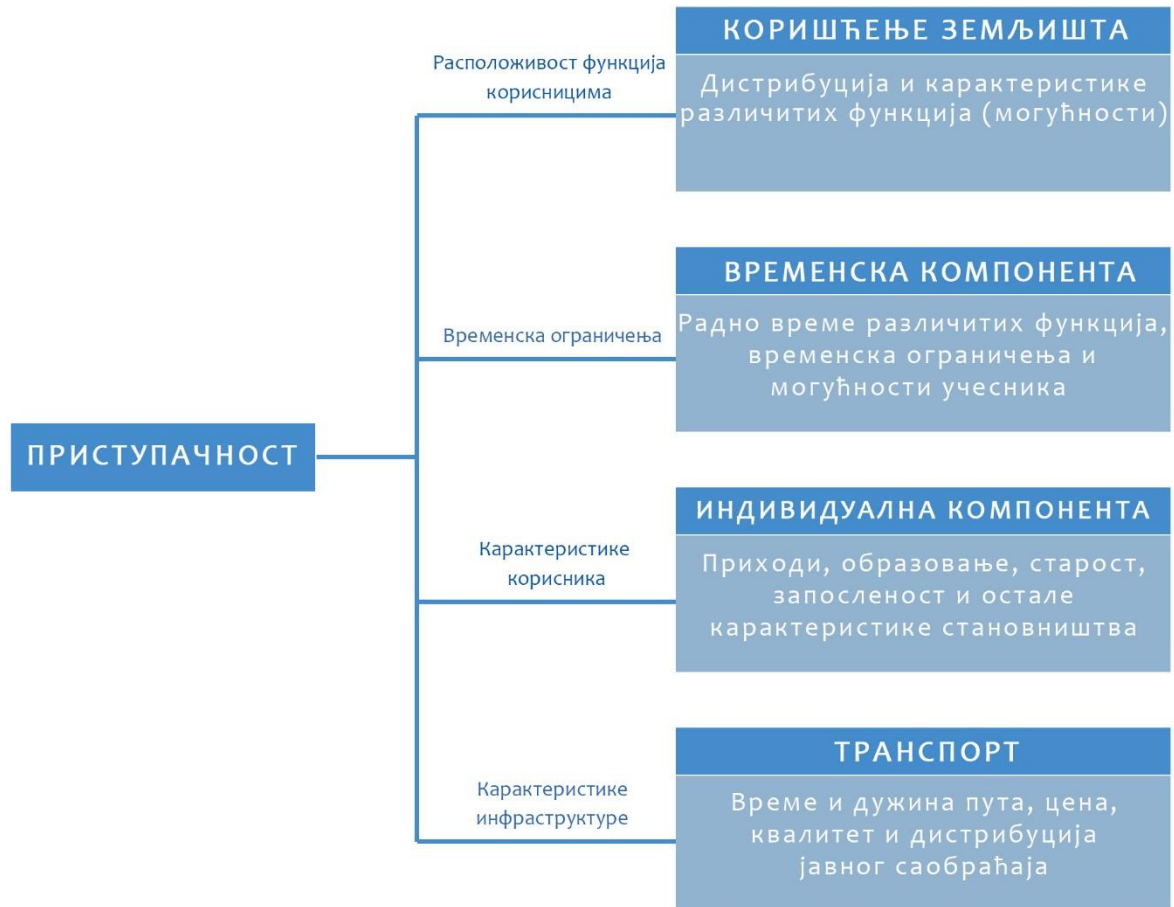 Расположивост функција
корисницима
КОРИШЋЕЊЕ ЗЕМЉИШТА
Дистрибуција и карактеристике
различитих функција (могућности)
Временска ограничења
ВРЕМЕНСКА КОМПОНЕНТА
Радно време различитих функција,
временска ограничења и
могућности учесника
ПРИСТУПАЧНОСТ
Карактеристике
корисника
ИНДИВИДУАЛНА КОМПОНЕНТА
Приходи, образовање, старост,
запосленост и остале
карактеристике становништва
Карактеристике
инфраструктуре
ТРАНСПОРТ
Време и дужина пута, цена,
квалитет и дистрибуција
јавног саобраћаја